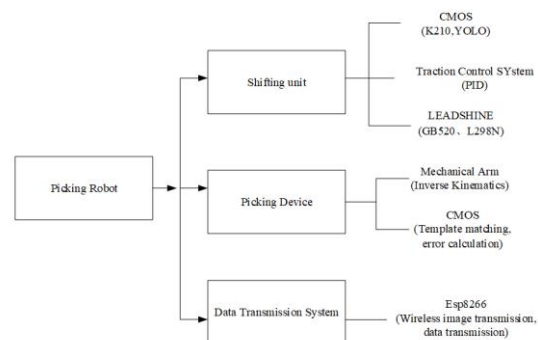 CMOS
(K210,YOLO)
Shifting unit
Traction Control SYstem
(PID)
LEADSHINE
(GB520、L298N)
Picking Robot
Picking Device
Mechanical Arm
(Inverse Kinematics)
CMOS
(Template matching,
error calculation)
Data Transmission System
Esp8266
(Wireless image transmission,
data transmission)